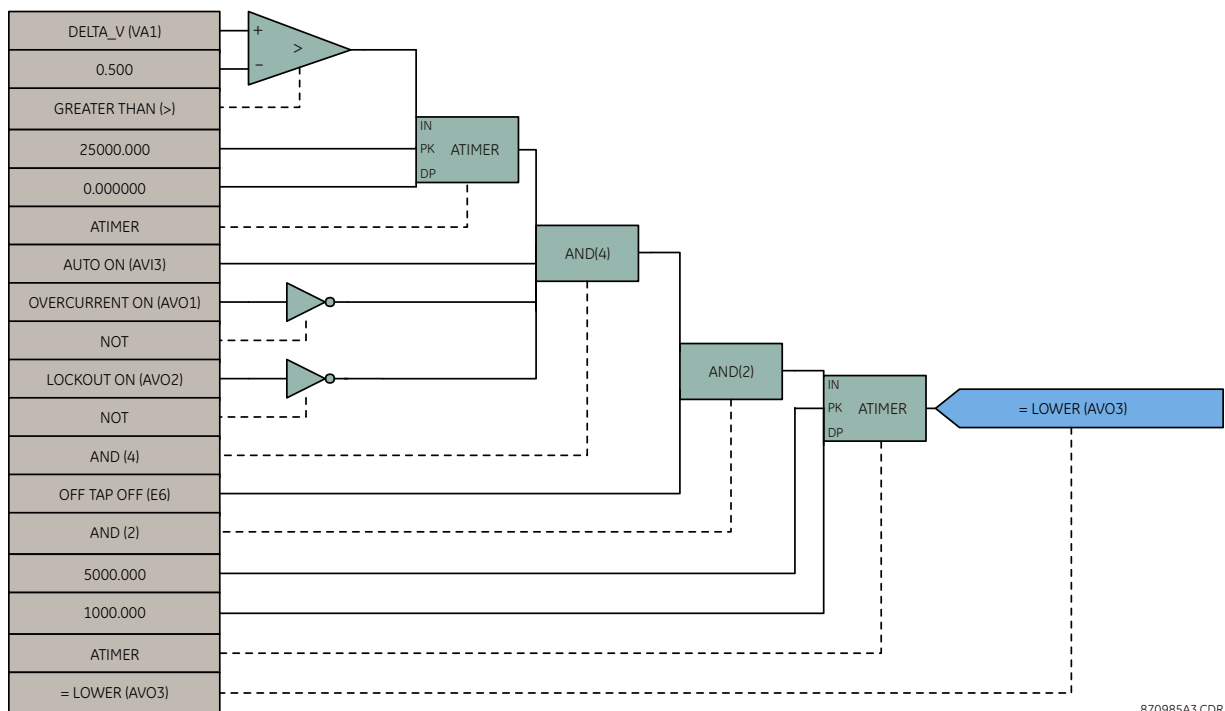 DELTA_V (VA1)
0.500
GREATER THAN (>)
25000.000
0.000000
ATIMER
AUTO ON (AVI3)
OVERCURRENT ON (AVO1)
NOT
LOCKOUT ON (AVO2)
NOT
AND (4)
OFF TAP OFF (E6)
AND (2)
5000.000
1000.000
ATIMER
= LOWER (AVO3)
+
>
−
IN
PK ATIMER
DP
AND(4)
AND(2)
IN
PK ATIMER
DP
= LOWER (AVO3)
870985A3.CDR